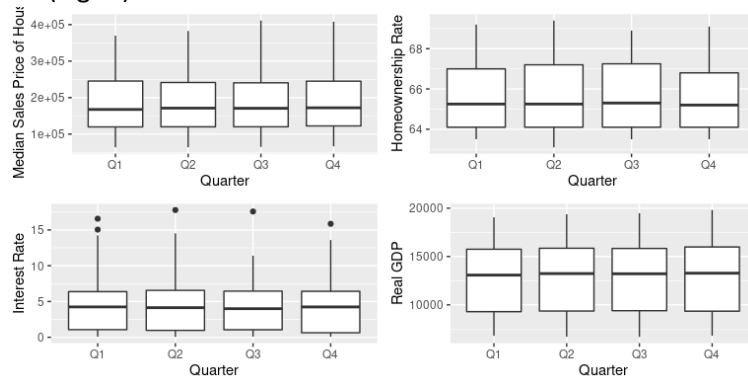 Median Sales Price of Hous
4e+05
3e+05
2e+05
1e+05
Q1 Q2 Q3 Q4
Quarter
Homeownership Rate
68
66
64
Q1 Q2 Q3 Q4
Quarter
Interest Rate
15
10
5
0
Q1 Q2 Q3 Q4
Quarter
Real GDP
20000
15000
10000
Q1 Q2 Q3 Q4
Quarter